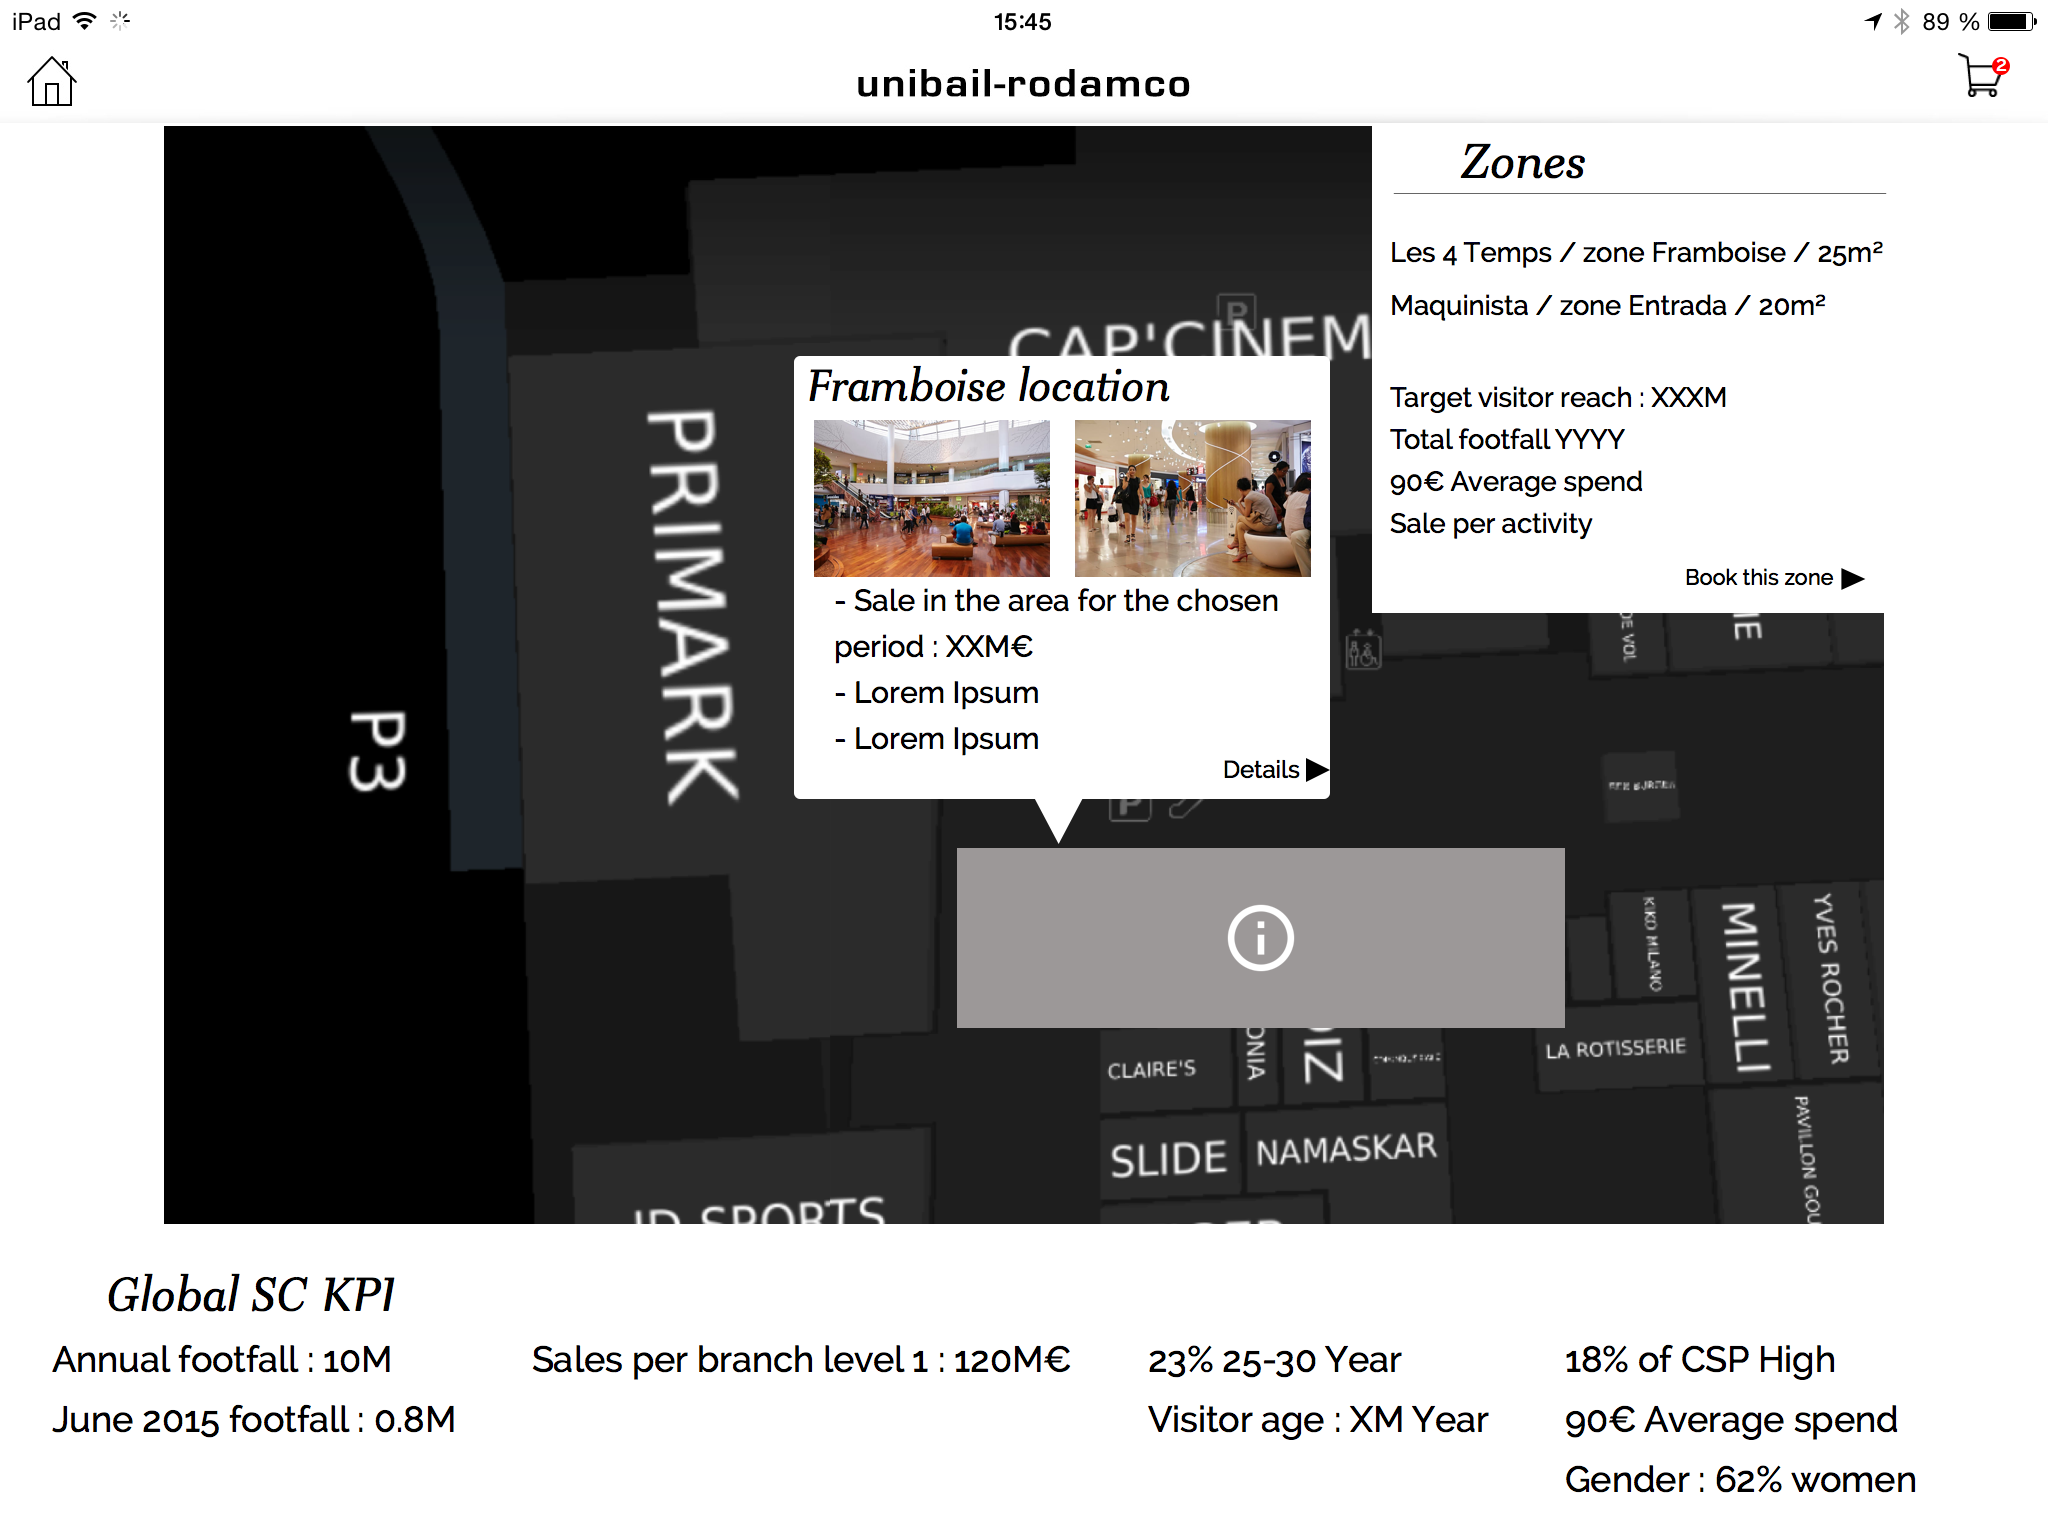 iPad 15:45 89 %
unibail-rodamco
2
Zones
Les 4 Temps / zone Framboise / 25m²
Maquinista / zone Entrada / 20m²
Target visitor reach : XXXM
Total footfall YYYY
90€ Average spend
Sale per activity
Book this zone
P
CAP'CINEM
PRIMARK
P3
Framboise location
- Sale in the area for the chosen
period : XXM€
- Lorem Ipsum
- Lorem Ipsum
Details
P
DE VOL
IE
i
KIKO MILANO
MINELLI
YVES ROCHER
LA ROTISSERIE
CLAIRE'S
ONIA
OIZ
SLIDE
NAMASKAR
PAVILLON GOU
JD SPORTS
Global SC KPI
Annual footfall : 10M
June 2015 footfall : 0.8M
Sales per branch level 1 : 120M€
23% 25-30 Year
Visitor age : XM Year
18% of CSP High
90€ Average spend
Gender : 62% women